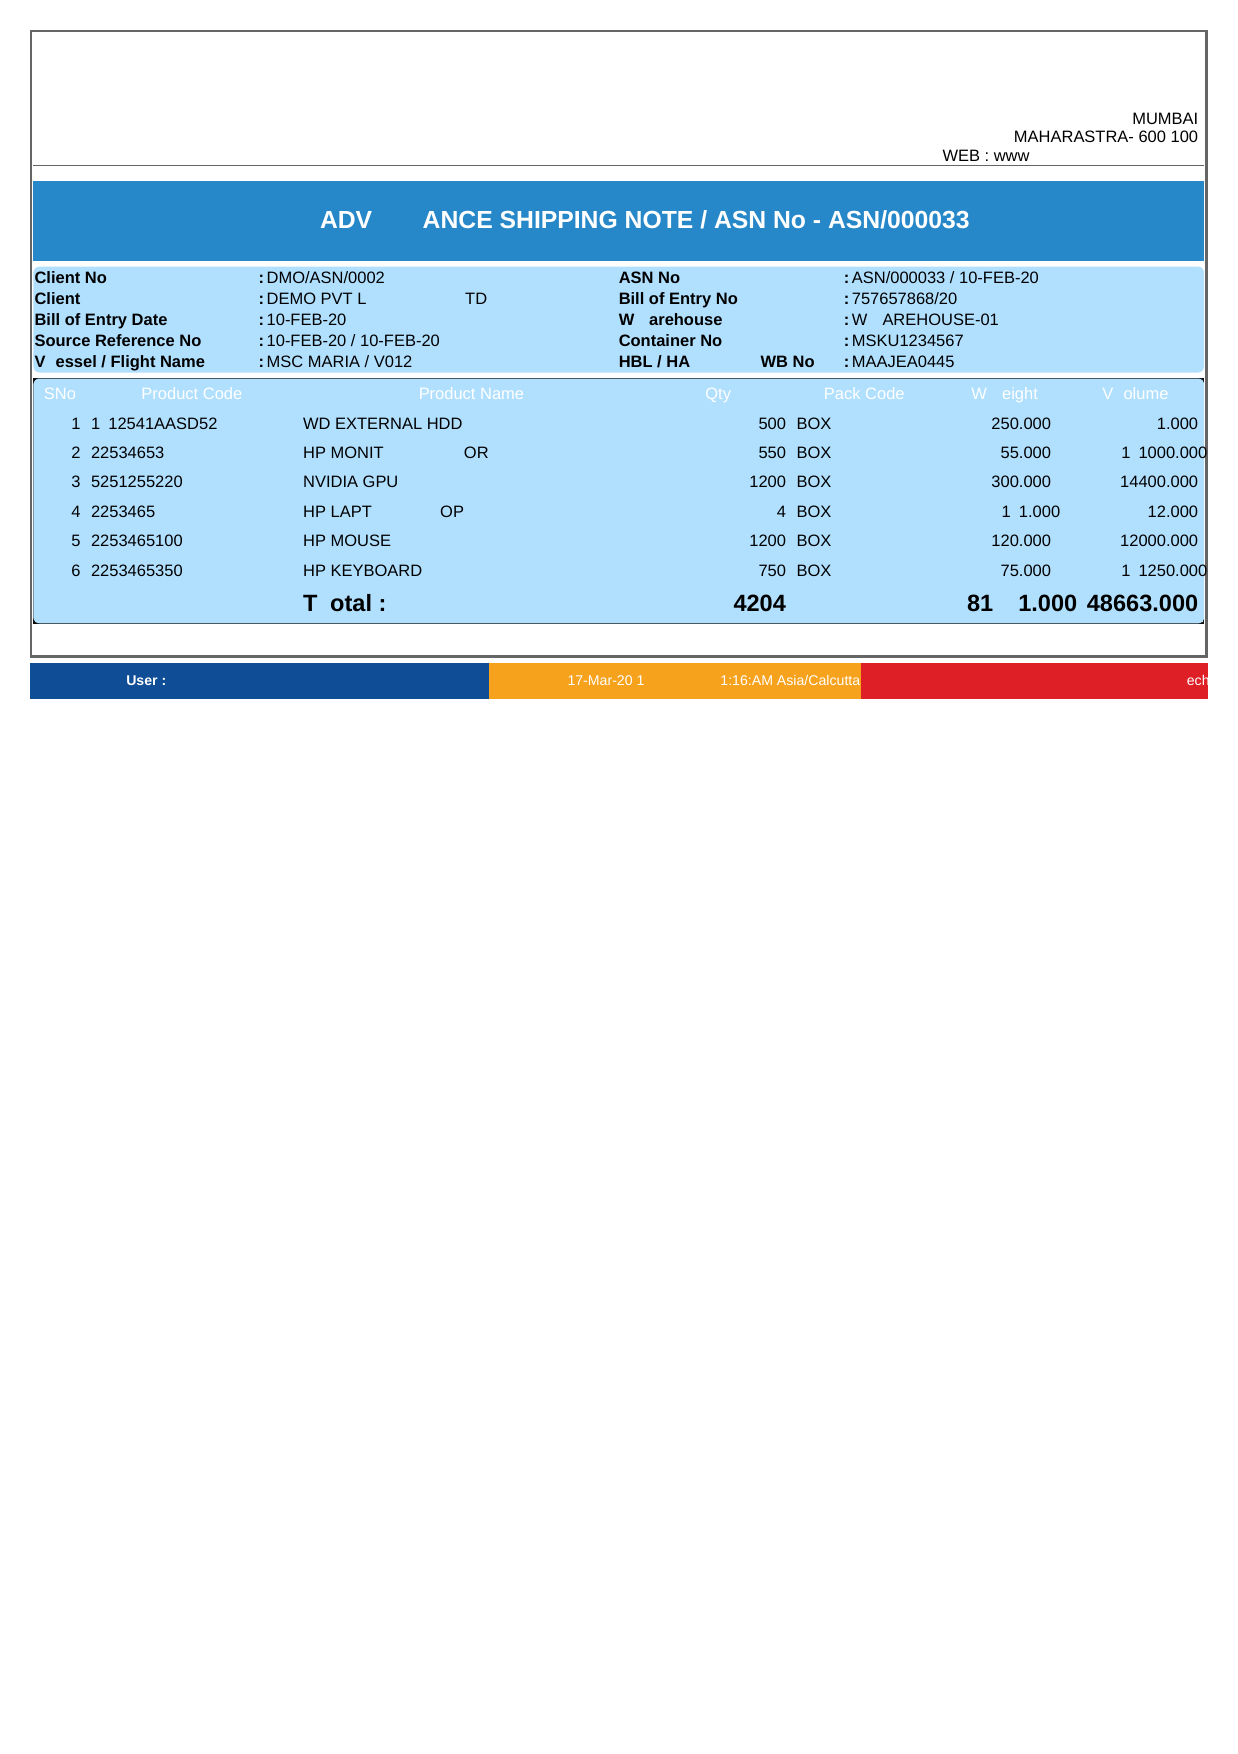 MUMBAI
MAHARASTRA- 600 100
WEB : www
ADV ANCE SHIPPING NOTE / ASN No - ASN/000033
Client No : DMO/ASN/0002 ASN No : ASN/000033 / 10-FEB-20
Client : DEMO PVT L TD Bill of Entry No : 757657868/20
Bill of Entry Date : 10-FEB-20 W arehouse : W AREHOUSE-01
Source Reference No : 10-FEB-20 / 10-FEB-20 Container No : MSKU1234567
V essel / Flight Name : MSC MARIA / V012 HBL / HA WB No : MAAJEA0445
SNo Product Code Product Name Qty Pack Code W eight V olume
1 1 12541AASD52 WD EXTERNAL HDD 500 BOX 250.000 1.000
2 22534653 HP MONIT OR 550 BOX 55.000 1 1000.000
3 5251255220 NVIDIA GPU 1200 BOX 300.000 14400.000
4 2253465 HP LAPT OP 4 BOX 1 1.000 12.000
5 2253465100 HP MOUSE 1200 BOX 120.000 12000.000
6 2253465350 HP KEYBOARD 750 BOX 75.000 1 1250.000
T otal : 4204 81 1.000 48663.000
User : 17-Mar-20 1 1:16:AM Asia/Calcutta ech